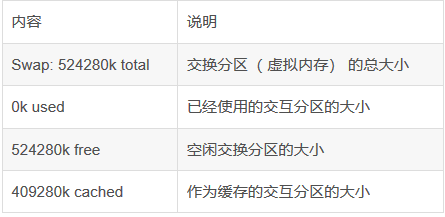 内容 说明
Swap: 524280k total 交换分区（虚拟内存） 的总大小
0k used 已经使用的交互分区的大小
524280k free 空闲交换分区的大小
409280k cached 作为缓存的交互分区的大小